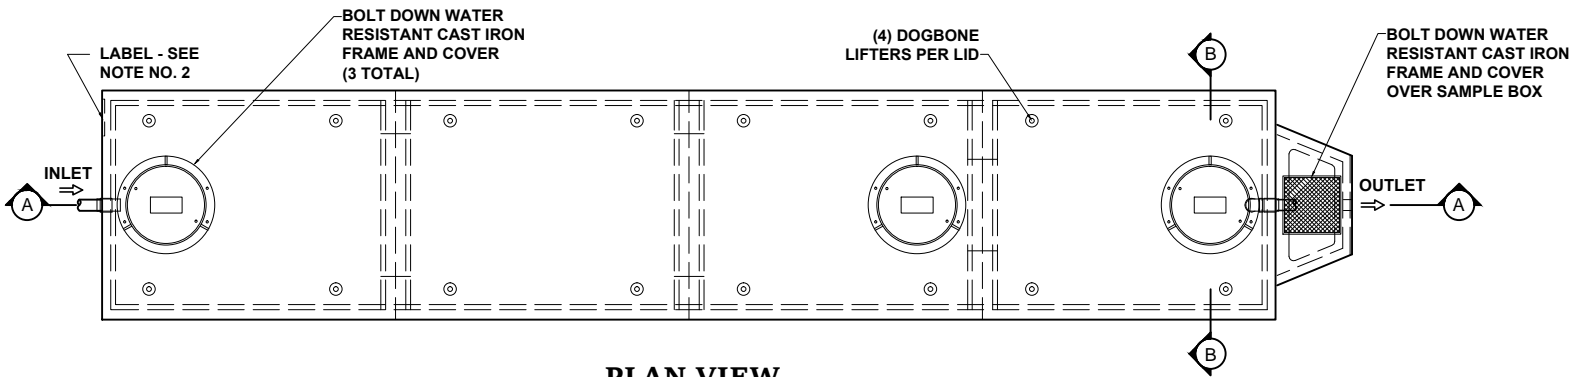 BOLT DOWN WATER
RESISTANT CAST IRON
FRAME AND COVER
(3 TOTAL)
LABEL - SEE
NOTE NO. 2
(4) DOGBONE
LIFTERS PER LID
B
BOLT DOWN WATER
RESISTANT CAST IRON
FRAME AND COVER
OVER SAMPLE BOX
INLET
A
OUTLET
A
B
PLAN VIEW